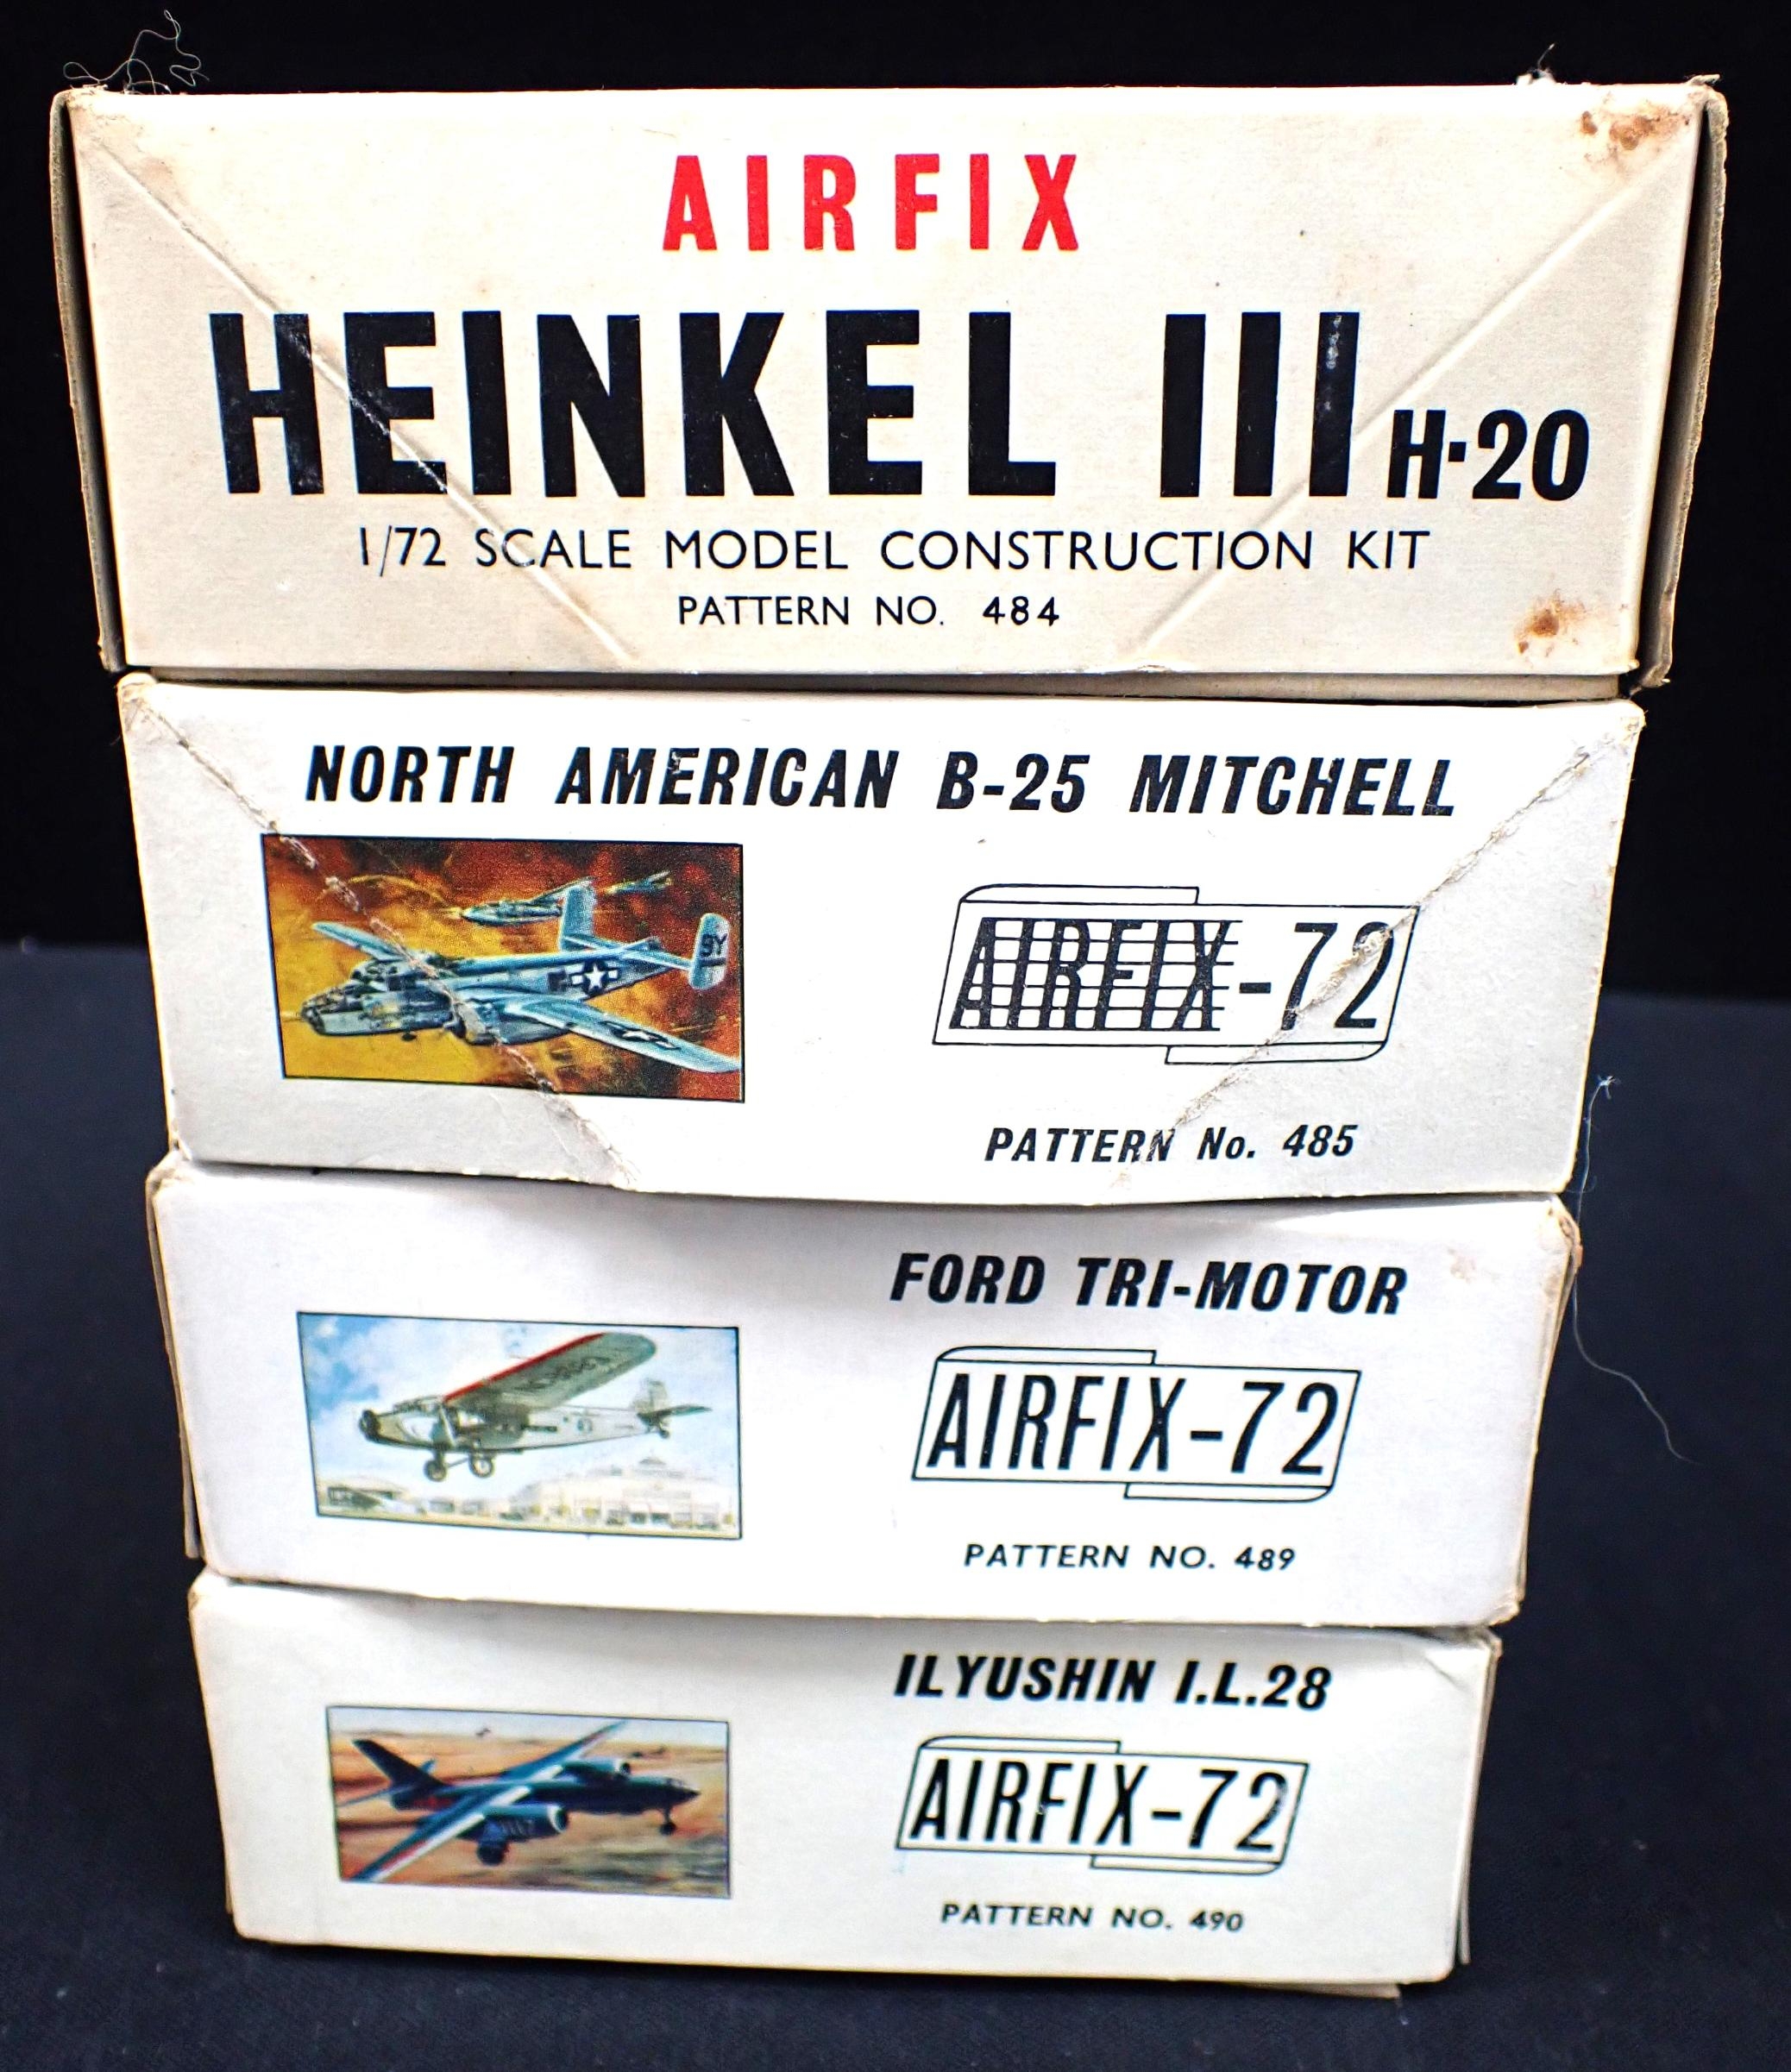 AIRFIX
HEINKEL III H·20
1/72 SCALE MODEL CONSTRUCTION KIT
PATTERN NO. 484
NORTH AMERICAN B-25 MITCHELL
9Y
AIRFIX-72
PATTERN No. 485
FORD TRI-MOTOR
AIRFIX-72
PATTERN NO. 489
ILYUSHIN I.L.28
AIRFIX-72
PATTERN NO. 490